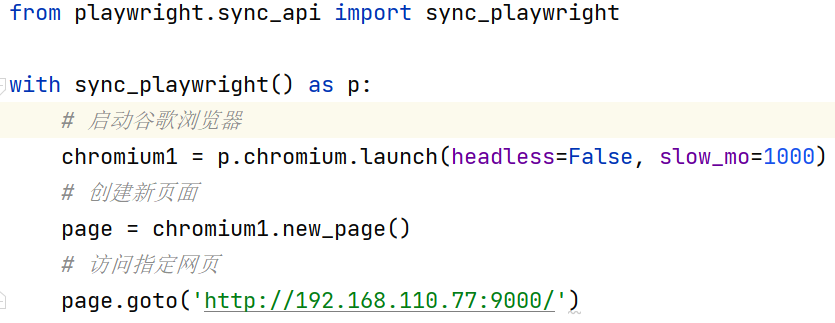 from playwright.sync_api import sync_playwright
with sync_playwright() as p:
    # 启动谷歌浏览器
    chromium1 = p.chromium.launch(headless=False, slow_mo=1000)
    # 创建新页面
    page = chromium1.new_page()
    # 访问指定网页
    page.goto('http://192.168.110.77:9000/')